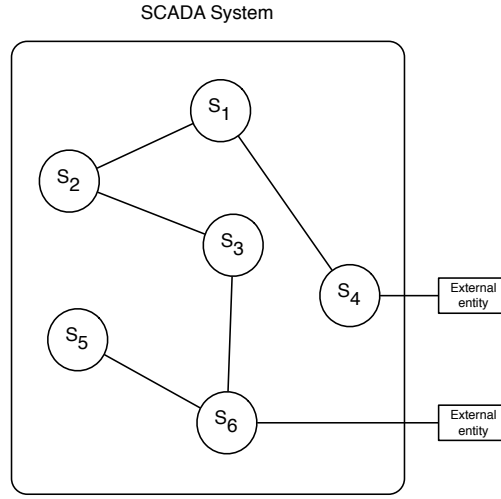 SCADA System
S1
S2
S3
S4
External
entity
S5
S6
External
entity